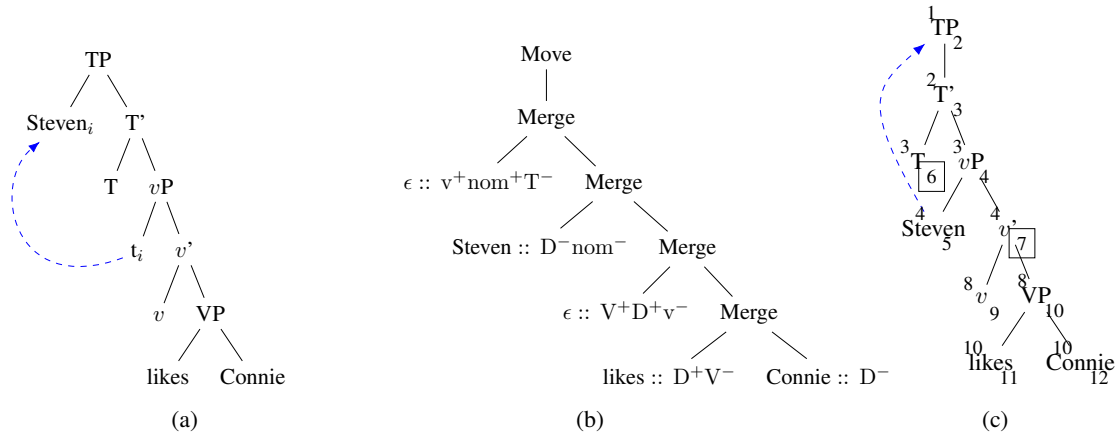 TP
Steven_i T'
T vP
t_i v'
v VP
likes Connie
(a)
Move
Merge
ϵ :: v⁺nom⁺T⁻ Merge
Steven :: D⁻nom⁻ Merge
ϵ :: V⁺D⁺v⁻ Merge
likes :: D⁺V⁻ Connie :: D⁻
(b)
1 TP 2
2 T' 3
3 T 6 3 vP 4
4 Steven 5 4 v' 7
8 v 9 8 VP 10
10 likes 11 10 Connie 12
(c)